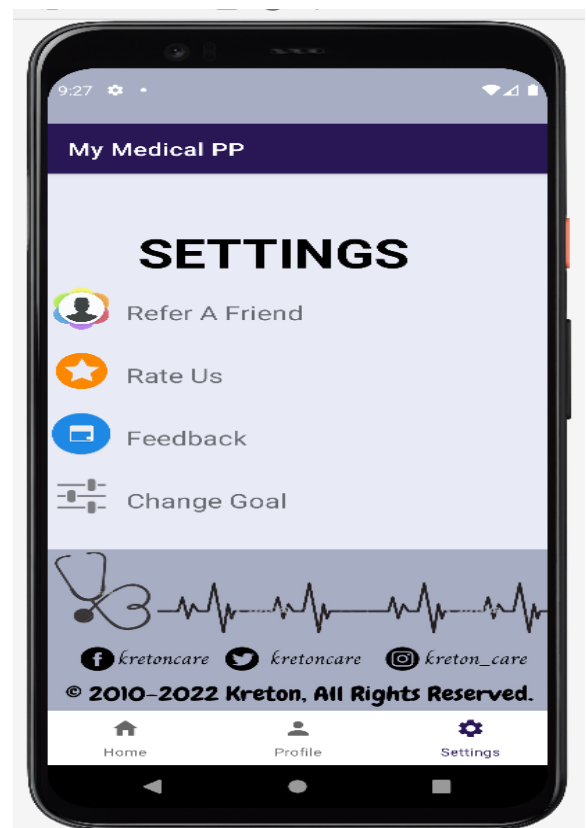 9:27
My Medical PP
SETTINGS
Refer A Friend
Rate Us
Feedback
Change Goal
kretoncare kretoncare kreton_care
© 2010-2022 Kreton, All Rights Reserved.
Home Profile Settings